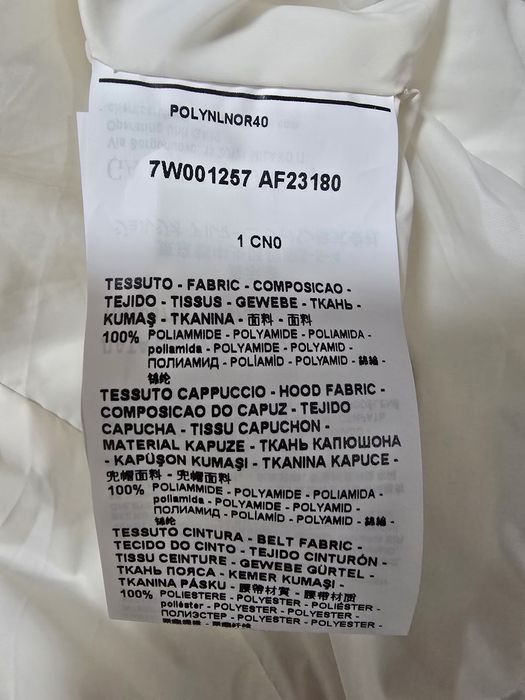 POLYNLNOR40
7W001257 AF23180
1 CN0
TESSUTO - FABRIC - COMPOSICAO -
TEJIDO - TISSUS - GEWEBE - ТКАНЬ -
KUMAŞ - TKANINA - 面料 - 面料
100% POLIAMMIDE - POLYAMIDE - POLIAMIDA -
poliamida - POLYAMIDE - POLYAMID -
ПОЛИАМИД - POLİAMİD - POLYAMID - 錦綸 -
锦纶
TESSUTO CAPPUCCIO - HOOD FABRIC -
COMPOSICAO DO CAPUZ - TEJIDO
CAPUCHA - TISSU CAPUCHON -
MATERIAL KAPUZE - ТКАНЬ КАПЮШОНА
- KAPÜŞON KUMAŞI - TKANINA KAPUCE -
兜帽面料 - 兜帽面料
100% POLIAMMIDE - POLYAMIDE - POLIAMIDA -
poliamida - POLYAMIDE - POLYAMID -
ПОЛИАМИД - POLİAMİD - POLYAMID - 錦綸 -
锦纶
TESSUTO CINTURA - BELT FABRIC -
TECIDO DO CINTO - TEJIDO CINTURÓN -
TISSU CEINTURE - GEWEBE GÜRTEL -
ТКАНЬ ПОЯСА - KEMER KUMAŞI -
TKANINA PÁSKU - 腰帶材質 - 腰带材质
100% POLIESTERE - POLYESTER - POLIÉSTER -
poliéster - POLYESTER - POLYESTER -
ПОЛИЭСТЕР - POLYESTER - POLYESTER -